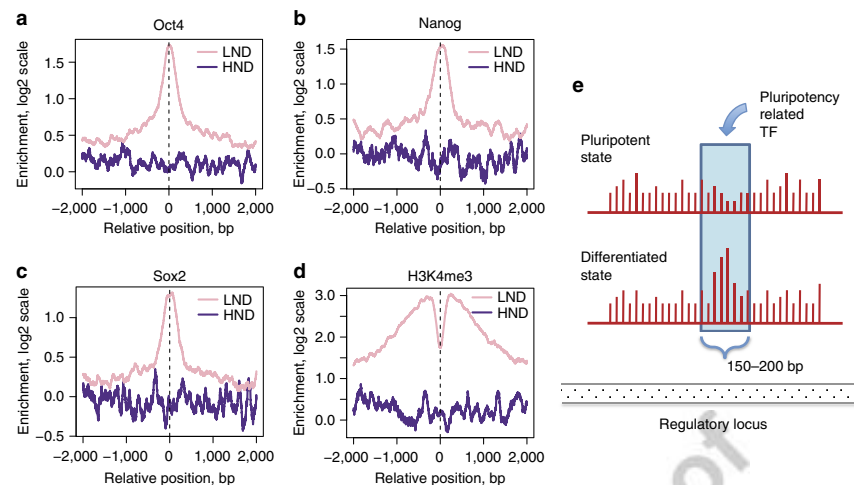 a
Oct4
Enrichment, log2 scale
1.5
1.0
0.5
0.0
LND
HND
−2,000 −1,000 0 1,000 2,000
Relative position, bp
b
Nanog
Enrichment, log2 scale
1.5
1.0
0.5
0.0
−0.5
LND
HND
−2,000 −1,000 0 1,000 2,000
Relative position, bp
c
Sox2
Enrichment, log2 scale
1.0
0.5
0.0
−0.5
LND
HND
−2,000 −1,000 0 1,000 2,000
Relative position, bp
d
H3K4me3
Enrichment, log2 scale
3.0
2.0
1.0
0.0
LND
HND
−2,000 −1,000 0 1,000 2,000
Relative position, bp
e
Pluripotency
related
TF
Pluripotent
state
Differentiated
state
150–200 bp
Regulatory locus
of